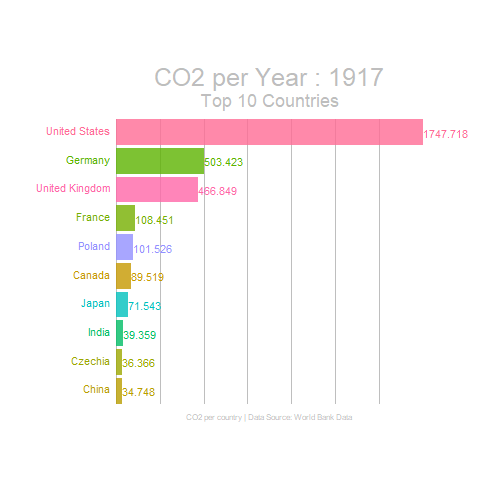 CO2 per Year : 1917
Top 10 Countries
United States 1747.718
Germany 503.423
United Kingdom 466.849
France 108.451
Poland 101.526
Canada 89.519
Japan 71.543
India 39.359
Czechia 36.366
China 34.748
CO2 per country | Data Source: World Bank Data